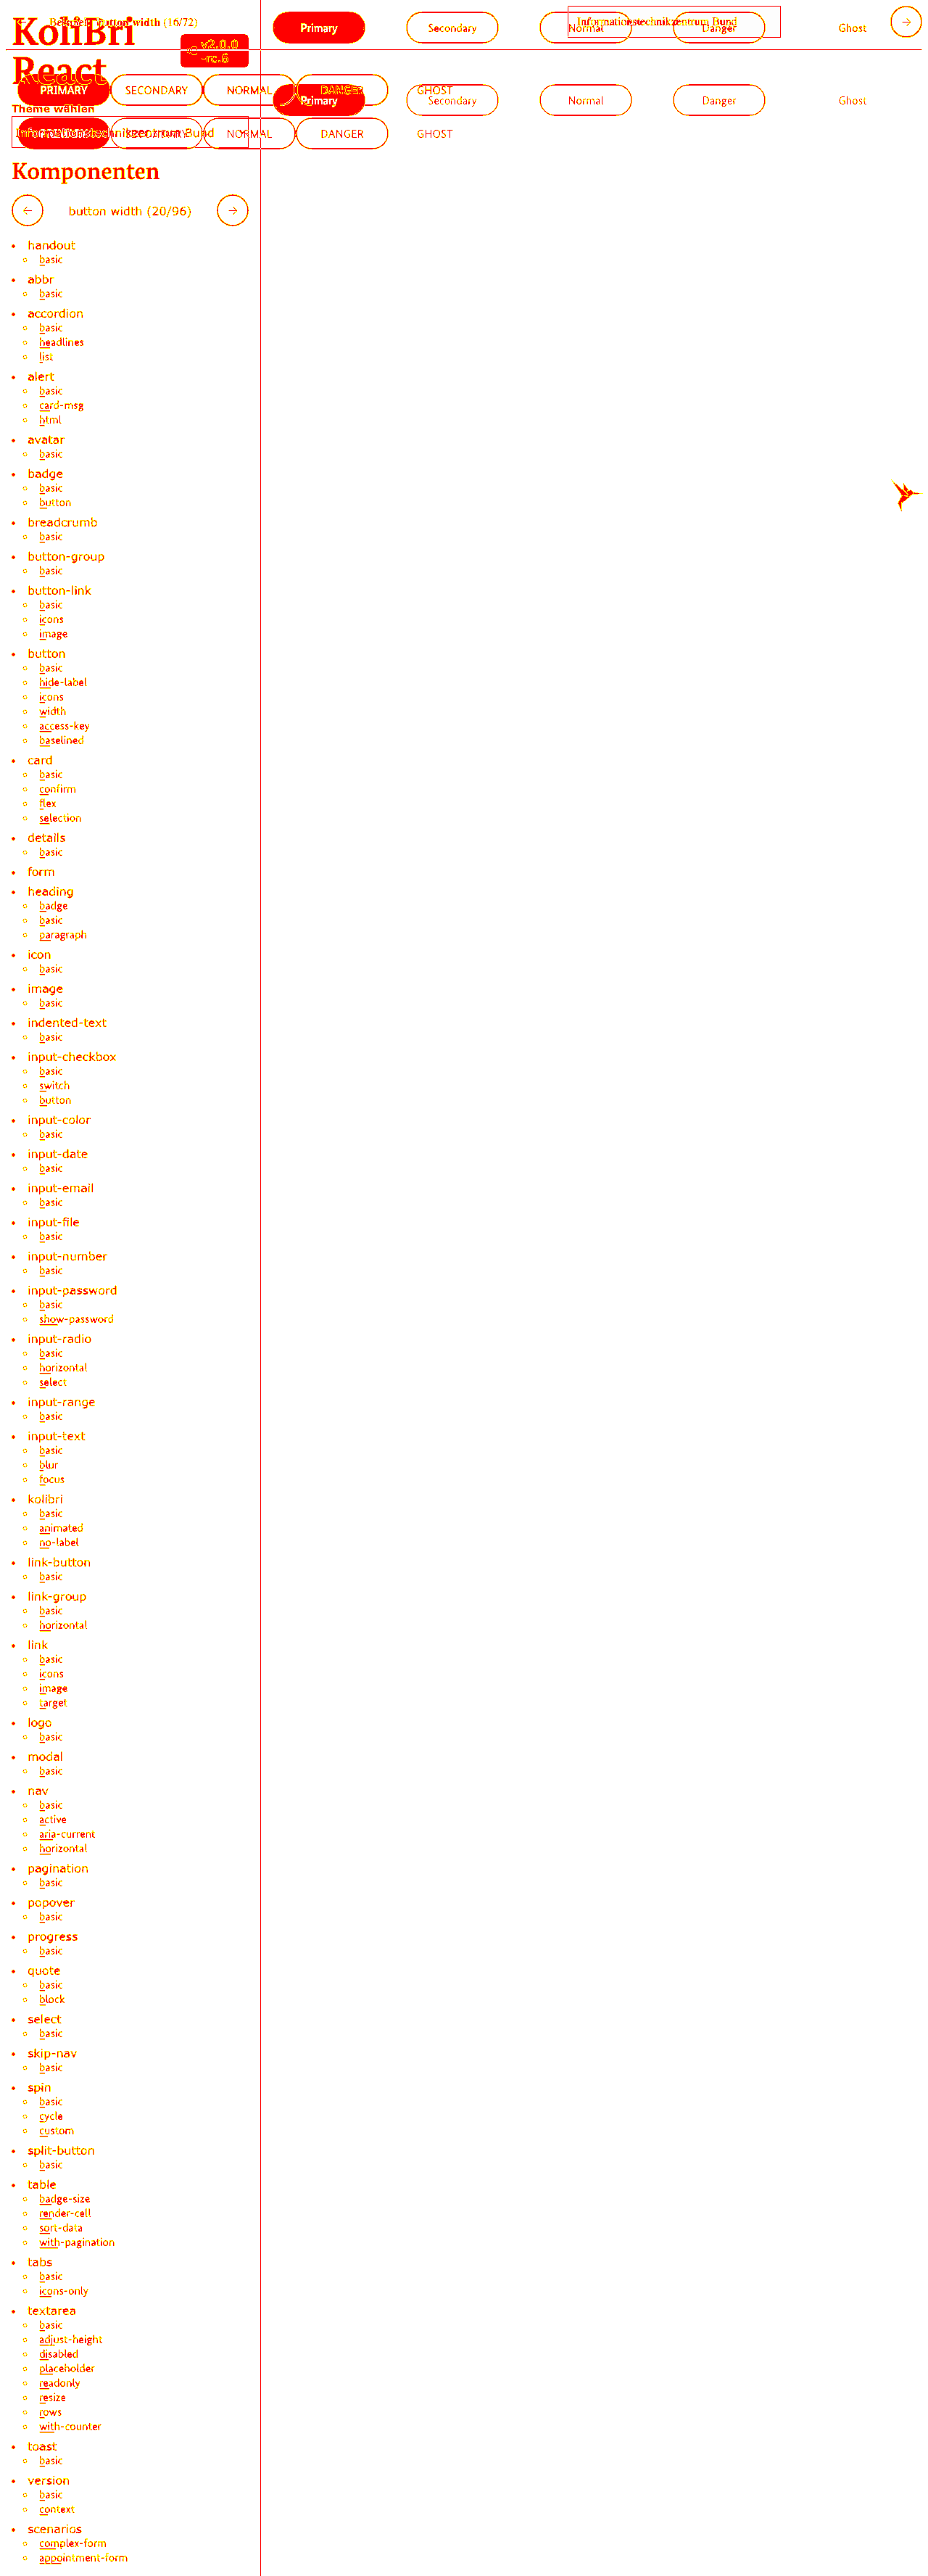 KoliBri
React
v2.0.0
-rc.6
button width (16/72)
Informationstechnikzentrum Bund
Primary Secondary Normal Danger Ghost
PRIMARY SECONDARY NORMAL DANGER GHOST
Primary Secondary Normal Danger Ghost
Theme wählen
Informationstechnikzentrum Bund
NORMAL DANGER GHOST
Komponenten
button width (20/96)
handout
basic
abbr
basic
accordion
basic
headlines
list
alert
basic
card-msg
html
avatar
basic
badge
basic
button
breadcrumb
basic
button-group
basic
button-link
basic
icons
image
button
basic
hide-label
icons
width
access-key
baselined
card
basic
confirm
flex
selection
details
basic
form
heading
badge
basic
paragraph
icon
basic
image
basic
indented-text
basic
input-checkbox
basic
switch
button
input-color
basic
input-date
basic
input-email
basic
input-file
basic
input-number
basic
input-password
basic
show-password
input-radio
basic
horizontal
select
input-range
basic
input-text
basic
blur
focus
kolibri
basic
animated
no-label
link-button
basic
link-group
basic
horizontal
link
basic
icons
image
target
logo
basic
modal
basic
nav
basic
active
aria-current
horizontal
pagination
basic
popover
basic
progress
basic
quote
basic
block
select
basic
skip-nav
basic
spin
basic
cycle
custom
split-button
basic
table
badge-size
render-cell
sort-data
with-pagination
tabs
basic
icons-only
textarea
basic
adjust-height
disabled
placeholder
readonly
resize
rows
with-counter
toast
basic
version
basic
context
scenarios
complex-form
appointment-form